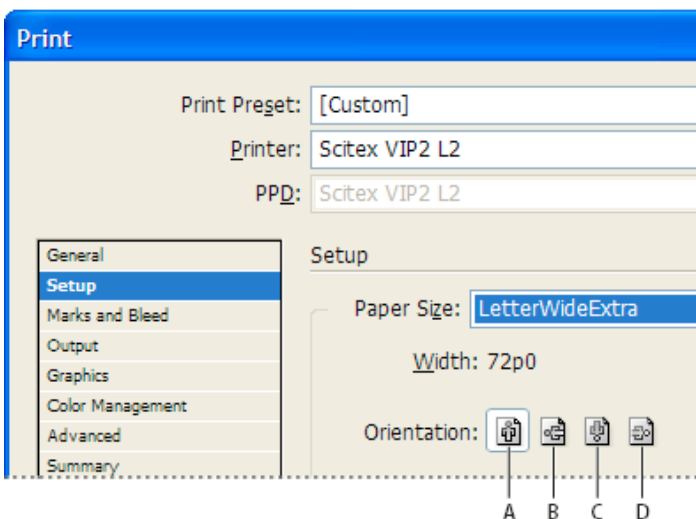 Print
Print Preset: [Custom]
Printer: Scitex VIP2 L2
PPD: Scitex VIP2 L2
General
Setup
Marks and Bleed
Output
Graphics
Color Management
Advanced
Summary
Setup
Paper Size: LetterWideExtra
Width: 72p0
Orientation:
A B C D